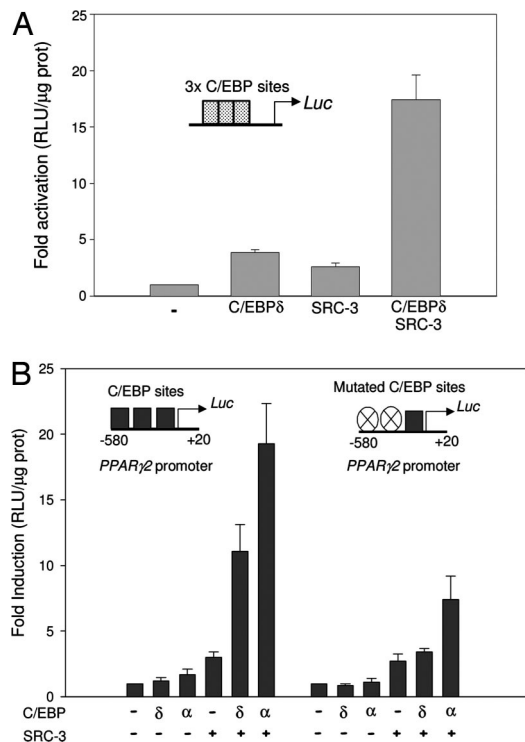 A
Fold activation (RLU/µg prot)
25
20
15
10
5
0
3x C/EBP sites
Luc
- C/EBPδ SRC-3 C/EBPδ
SRC-3
B
Fold Induction (RLU/µg prot)
25
20
15
10
5
0
C/EBP sites
Luc
-580 +20
PPARγ2 promoter
Mutated C/EBP sites
Luc
-580 +20
PPARγ2 promoter
C/EBP - δ α - δ α - δ α - δ α
SRC-3 - - - + + + - - - + + +